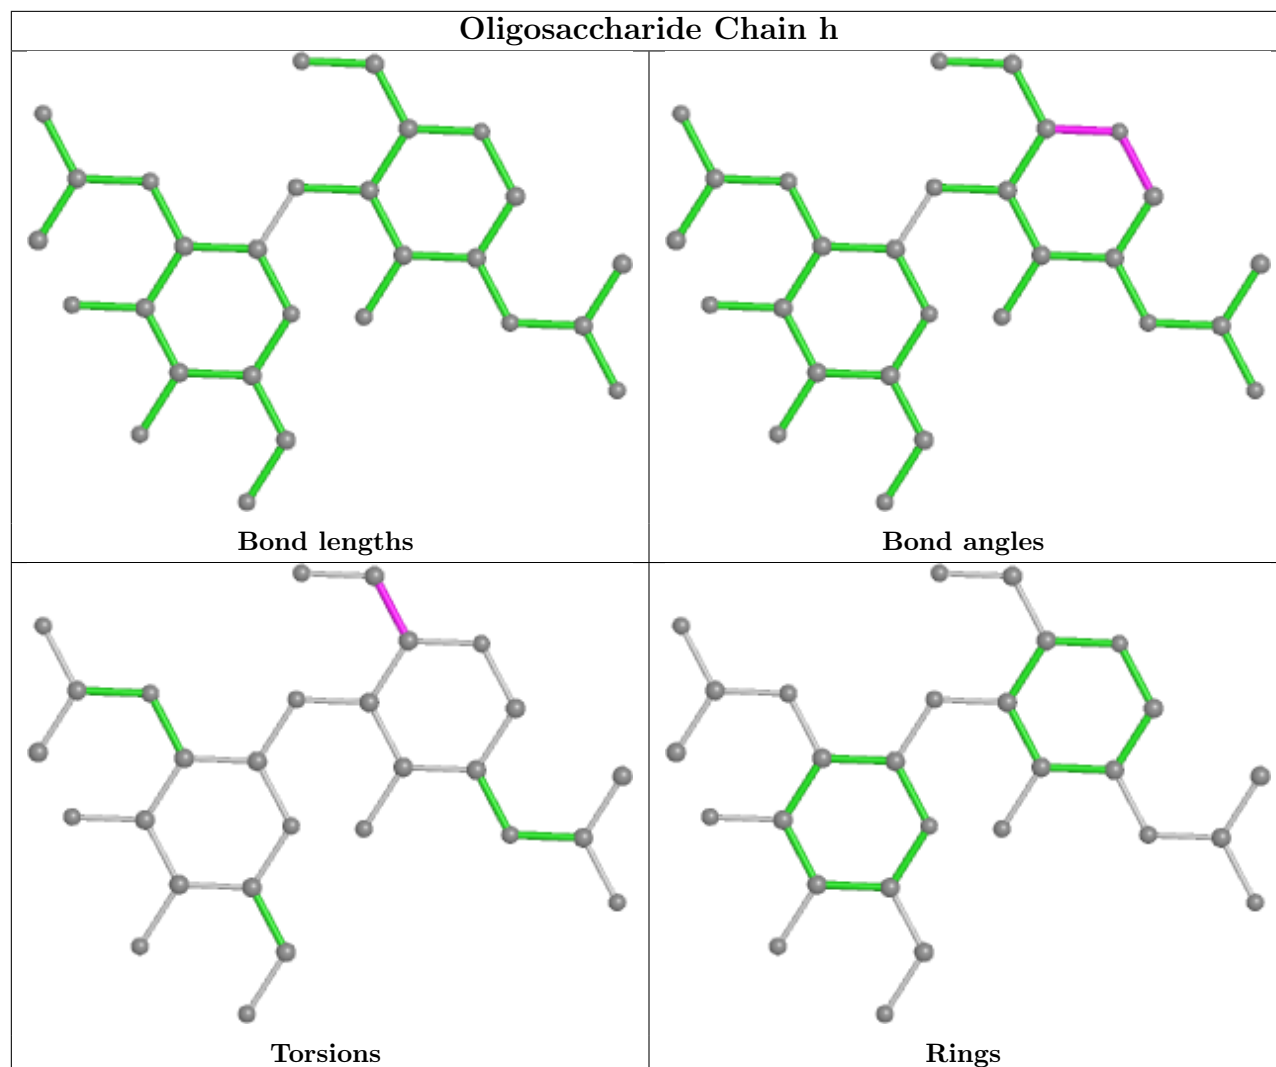 Oligosaccharide Chain h
Bond lengths
Bond angles
Torsions
Rings